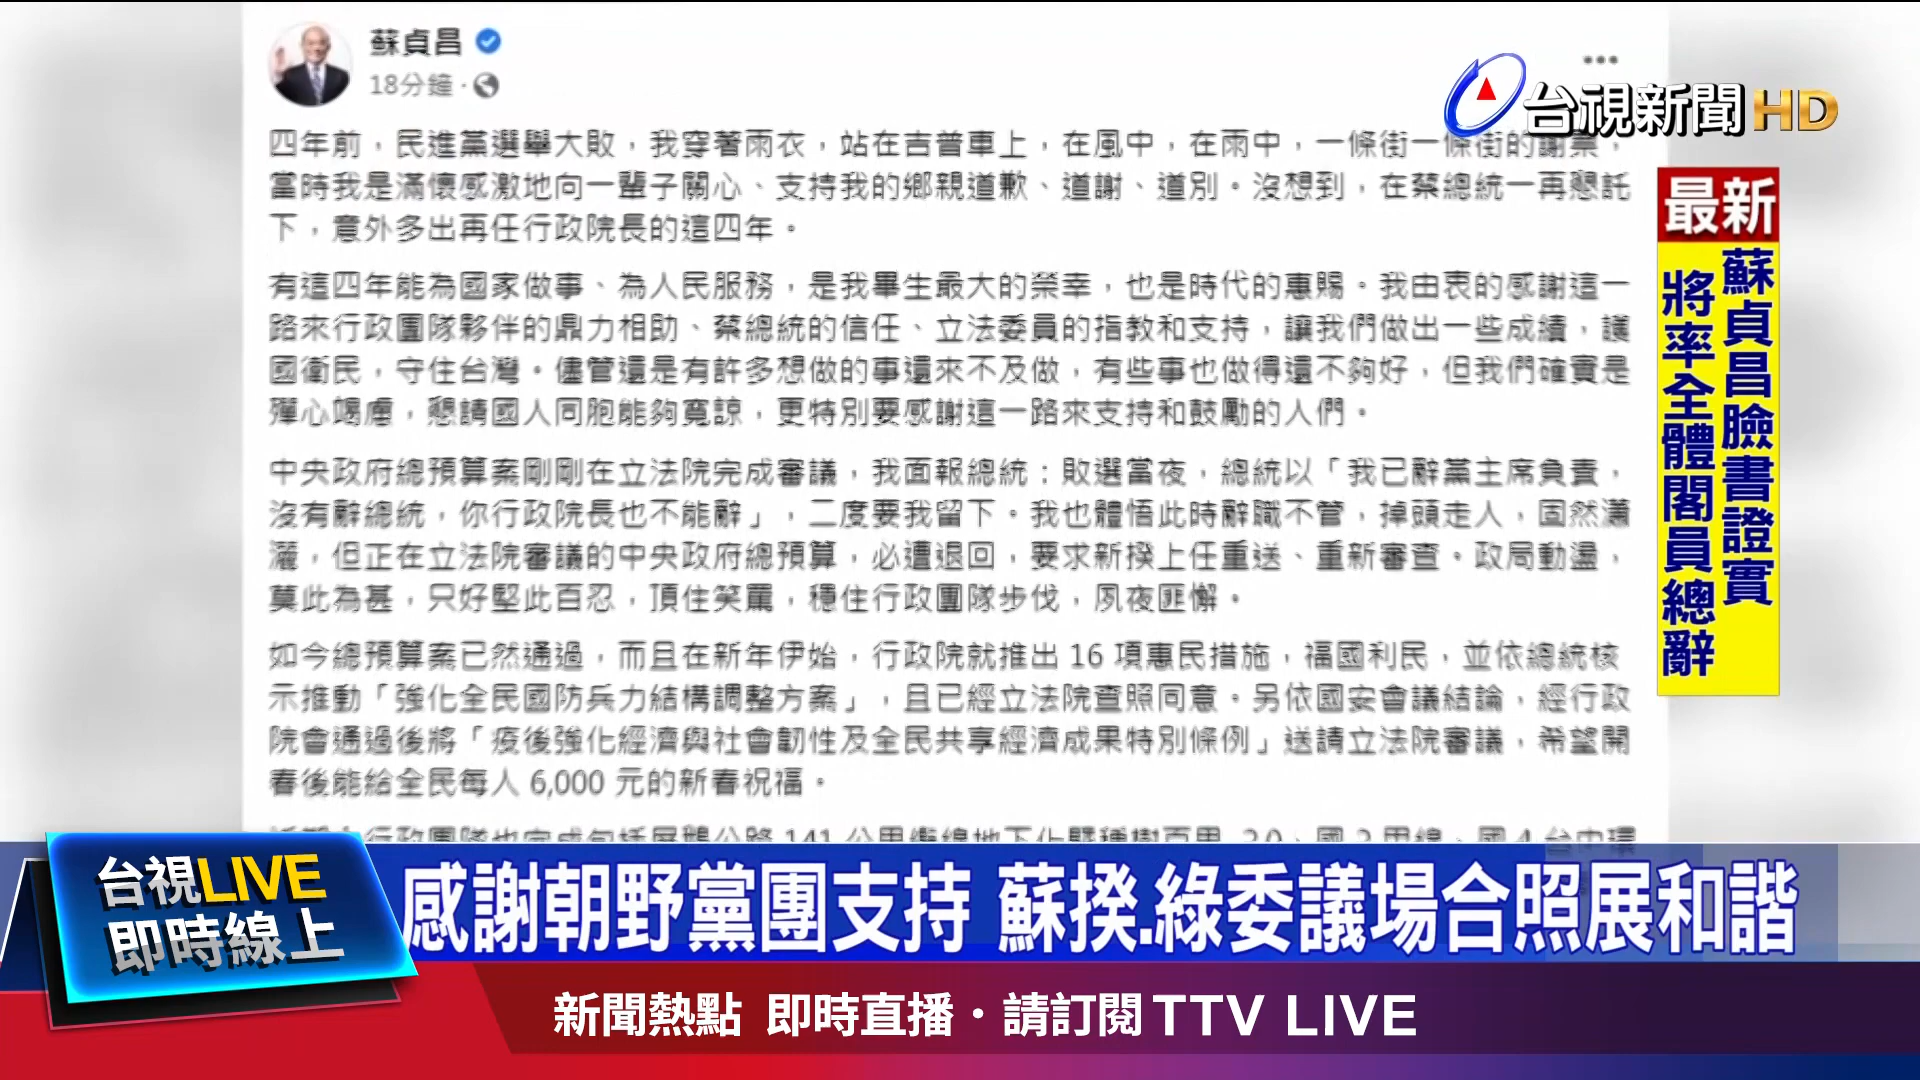 蘇貞昌
18分鐘
台視新聞HD
四年前，民進黨選舉大敗，我穿著雨衣，站在吉普車上，在風中，在雨中，一條街一條街的謝票，
當時我是滿懷感激地向一輩子關心、支持我的鄉親道歉、道謝、道別。沒想到，在蔡總統一再懇託
下，意外多出再任行政院長的這四年。
有這四年能為國家做事、為人民服務，是我畢生最大的榮幸，也是時代的惠賜。我由衷的感謝這一
路來行政團隊夥伴的鼎力相助、蔡總統的信任、立法委員的指教和支持，讓我們做出一些成績，護
國衛民，守住台灣。儘管還是有許多想做的事還來不及做，有些事也做得還不夠好，但我們確實是
殫心竭慮，懇請國人同胞能夠寬諒，更特別要感謝這一路來支持和鼓勵的人們。
中央政府總預算案剛剛在立法院完成審議，我面報總統：敗選當夜，總統以「我已辭黨主席負責，
沒有辭總統，你行政院長也不能辭」，二度要我留下。我也體悟此時辭職不管，掉頭走人，固然瀟
灑，但正在立法院審議的中央政府總預算，必遭退回，要求新揆上任重送、重新審查。政局動盪，
莫此為甚，只好堅此百忍，頂住笑罵，穩住行政團隊步伐，夙夜匪懈。
如今總預算案已然通過，而且在新年伊始，行政院就推出 16 項惠民措施，福國利民，並依總統核
示推動「強化全民國防兵力結構調整方案」，且已經立法院查照同意。另依國安會議結論，經行政
院會通過後將「疫後強化經濟與社會韌性及全民共享經濟成果特別條例」送請立法院審議，希望開
春後能給全民每人 6,000 元的新春祝福。
最新
蘇貞昌臉書證實
將率全體閣員總辭
台視LIVE
即時線上
感謝朝野黨團支持 蘇揆.綠委議場合照展和諧
新聞熱點 即時直播・請訂閱TTV LIVE